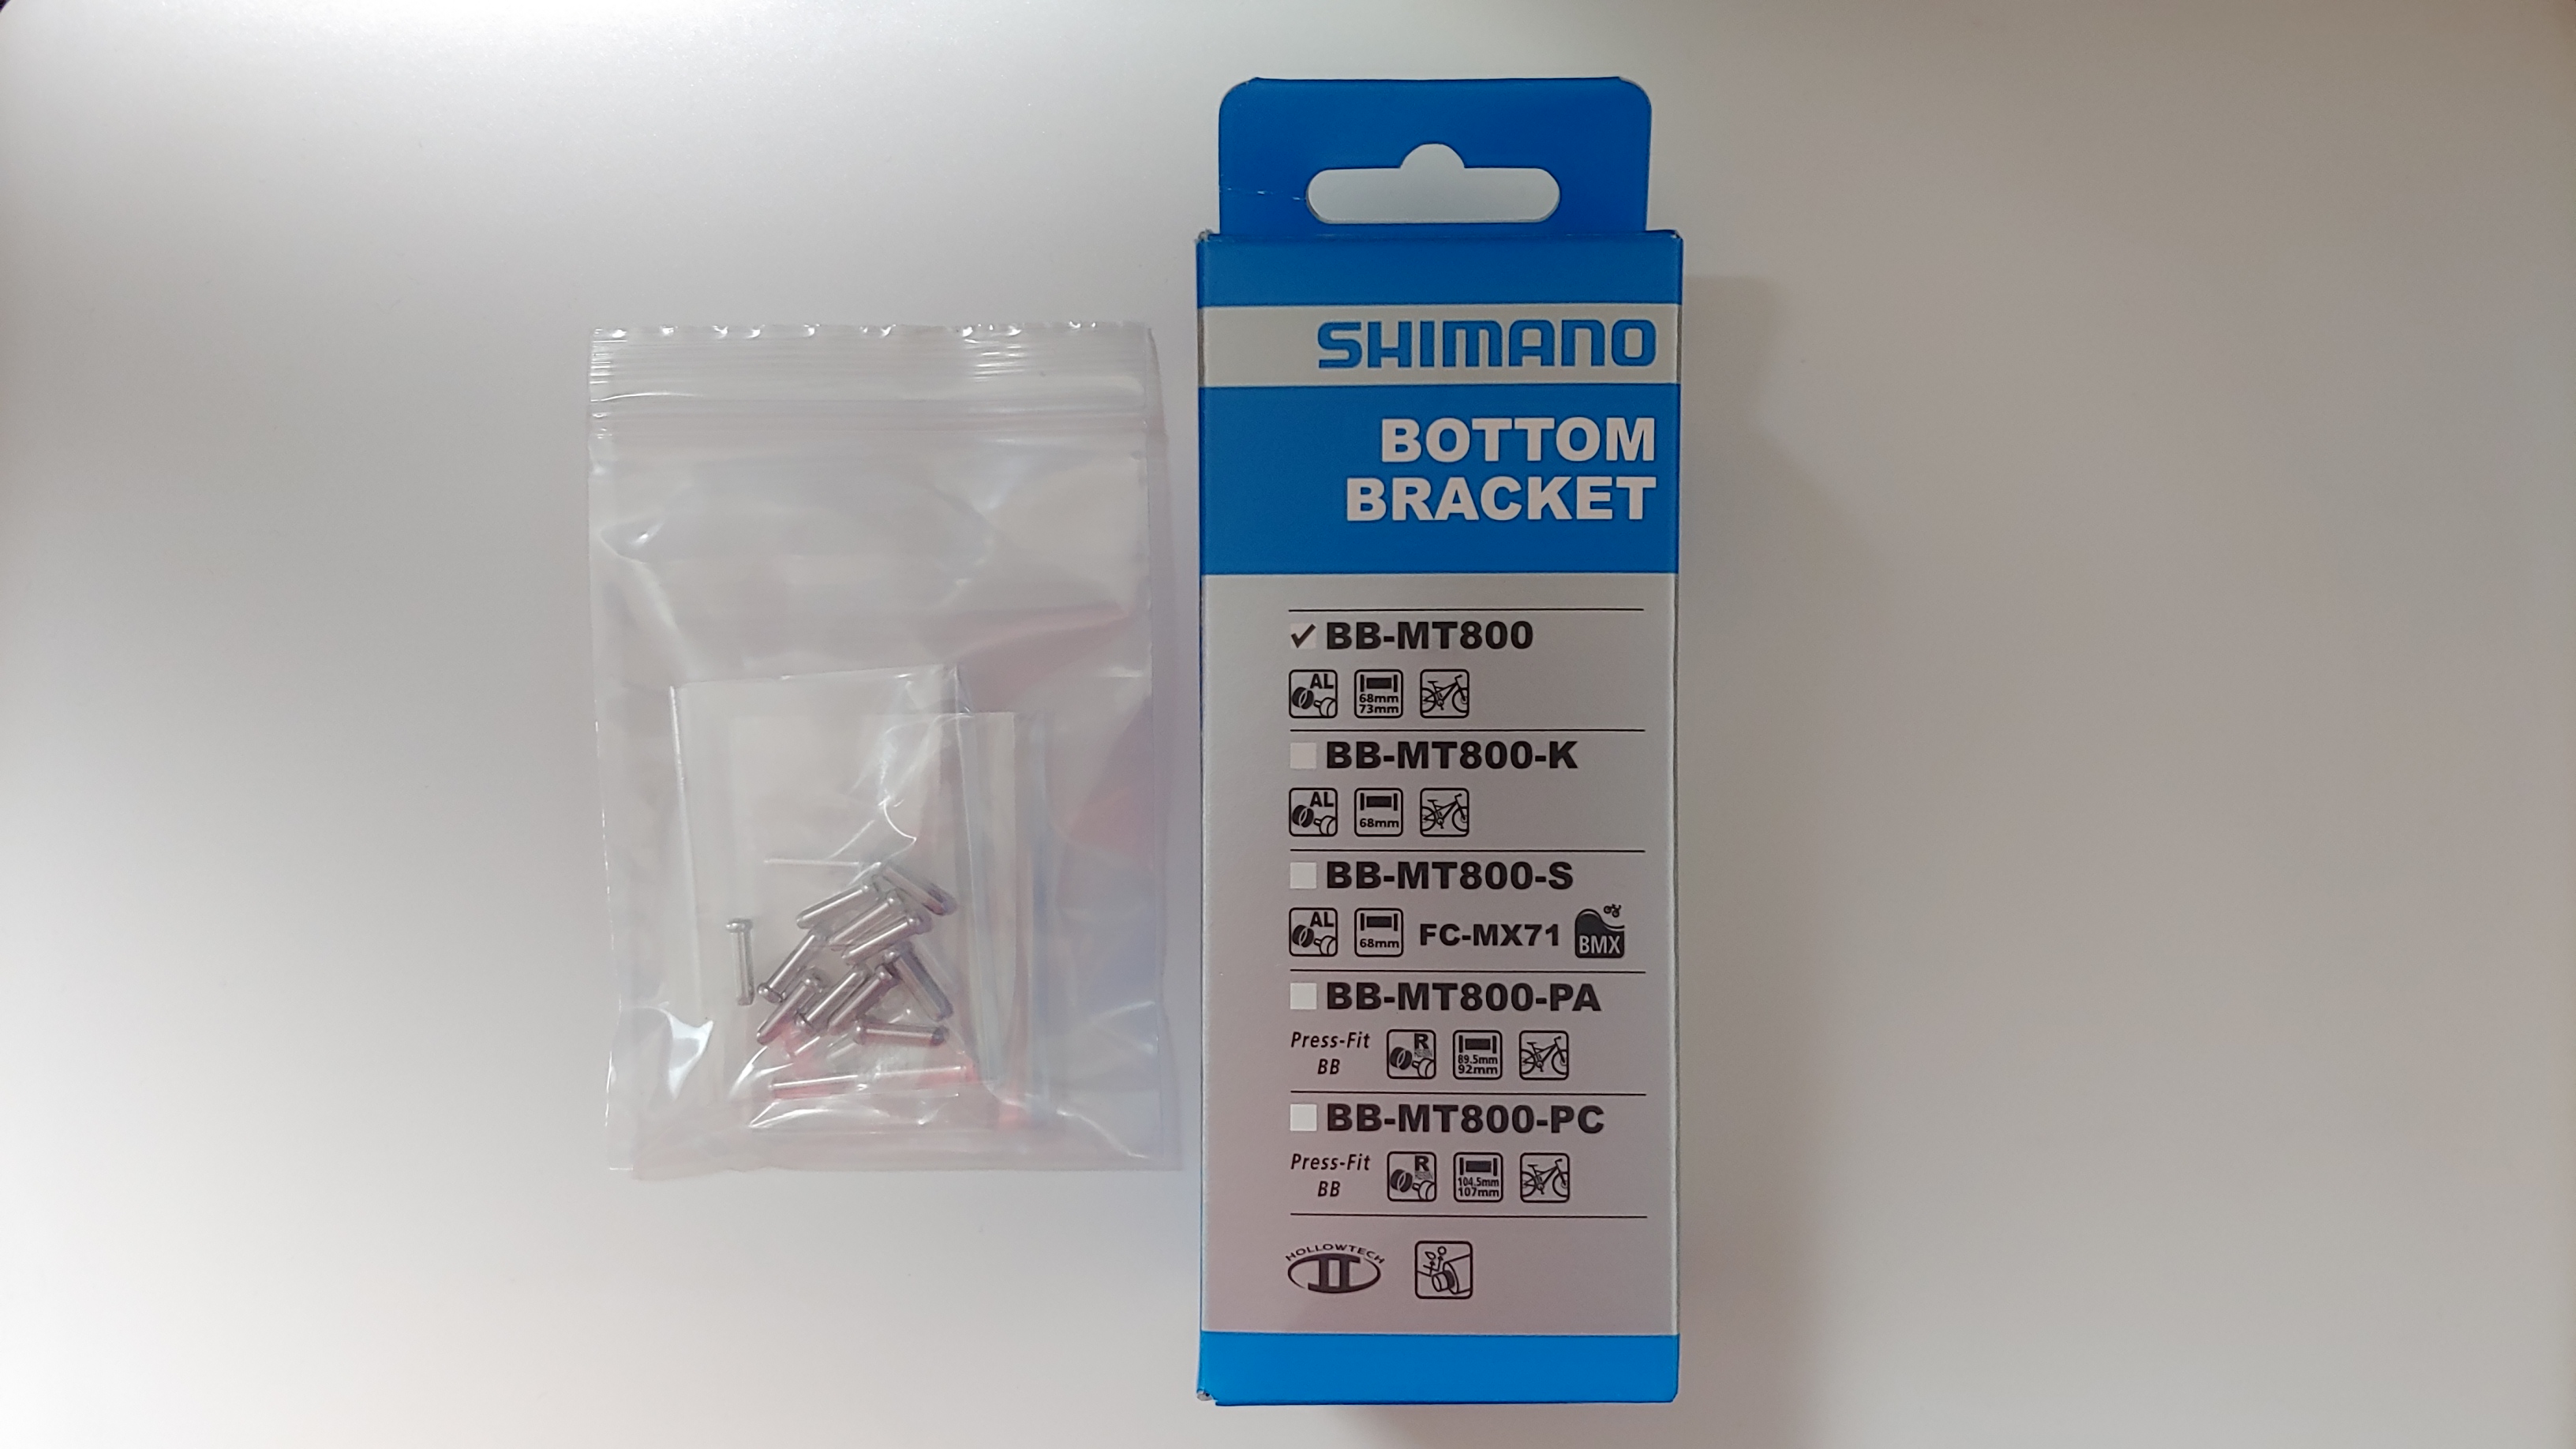 SHIMANO
BOTTOM
BRACKET
BB-MT800
AL
68mm
73mm
BB-MT800-K
AL
68mm
BB-MT800-S
AL
68mm
FC-MX71
BMX
BB-MT800-PA
Press-Fit
BB
R
89.5mm
92mm
BB-MT800-PC
Press-Fit
BB
R
104.5mm
107mm
HOLLOWTECH
II